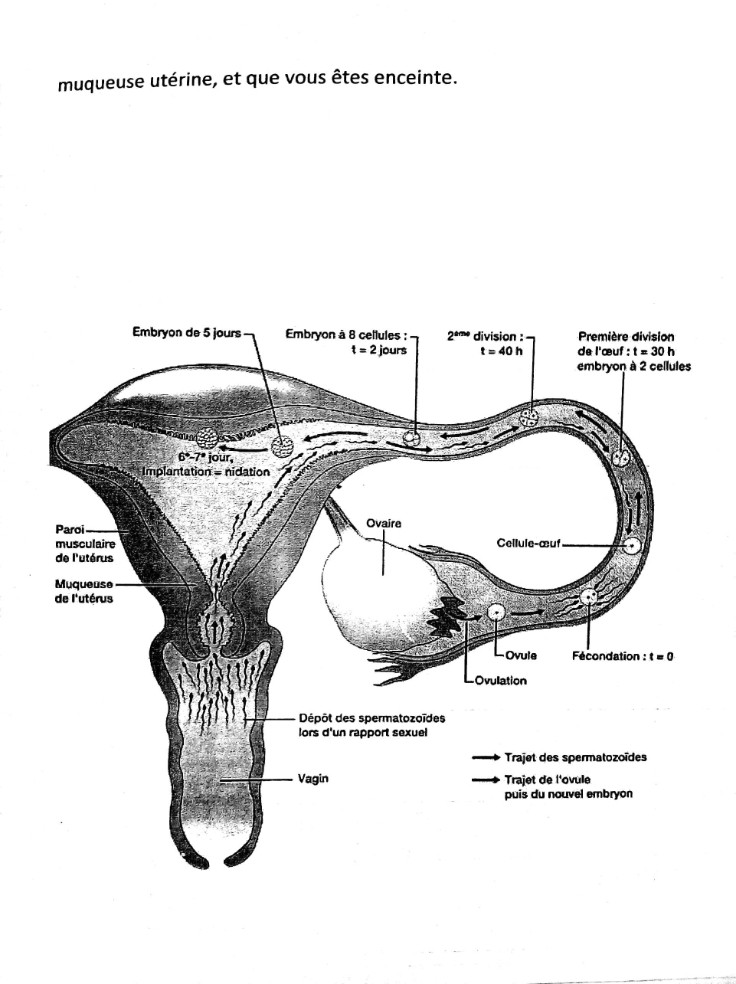 muqueuse utérine, et que vous êtes enceinte.
Embryon de 5 jours
Embryon à 8 cellules :
t = 2 jours
2ème division :
t = 40 h
Première division
de l'œuf : t = 30 h
embryon à 2 cellules
6e-7e jour,
Implantation = nidation
Paroi
musculaire
de l'utérus
Muqueuse
de l'utérus
Ovaire
Cellule-œuf
Ovule
Fécondation : t = 0
Ovulation
Dépôt des spermatozoïdes
lors d'un rapport sexuel
Vagin
Trajet des spermatozoïdes
Trajet de l'ovule
puis du nouvel embryon